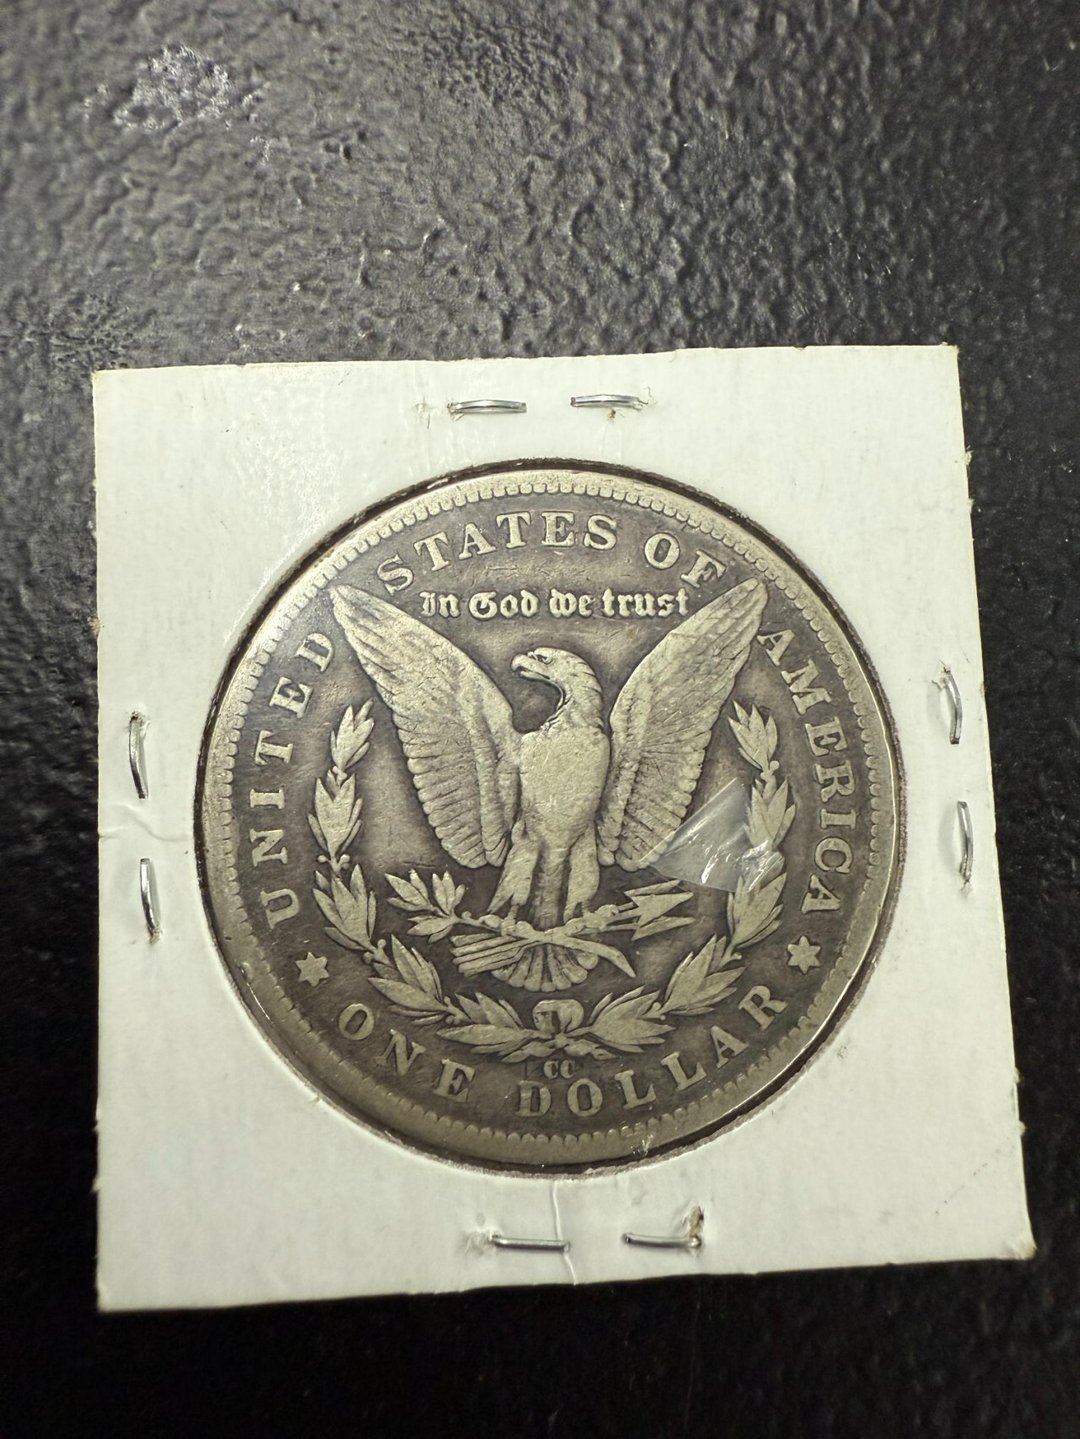 UNITED STATES OF AMERICA
In God we trust
CC
ONE DOLLAR